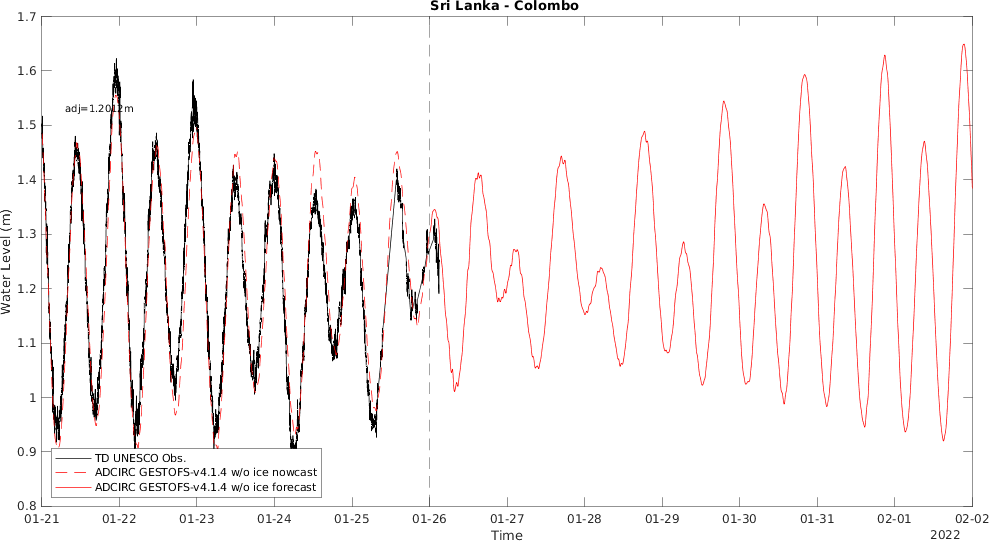 Sri Lanka - Colombo
1.7
1.6
1.5
1.4
1.3
1.2
1.1
1
0.9
0.8
Water Level (m)
adj=1.2012m
TD UNESCO Obs.
ADCIRC GESTOFS-v4.1.4 w/o ice nowcast
ADCIRC GESTOFS-v4.1.4 w/o ice forecast
01-21 01-22 01-23 01-24 01-25 01-26 01-27 01-28 01-29 01-30 01-31 02-01 02-02
Time
2022